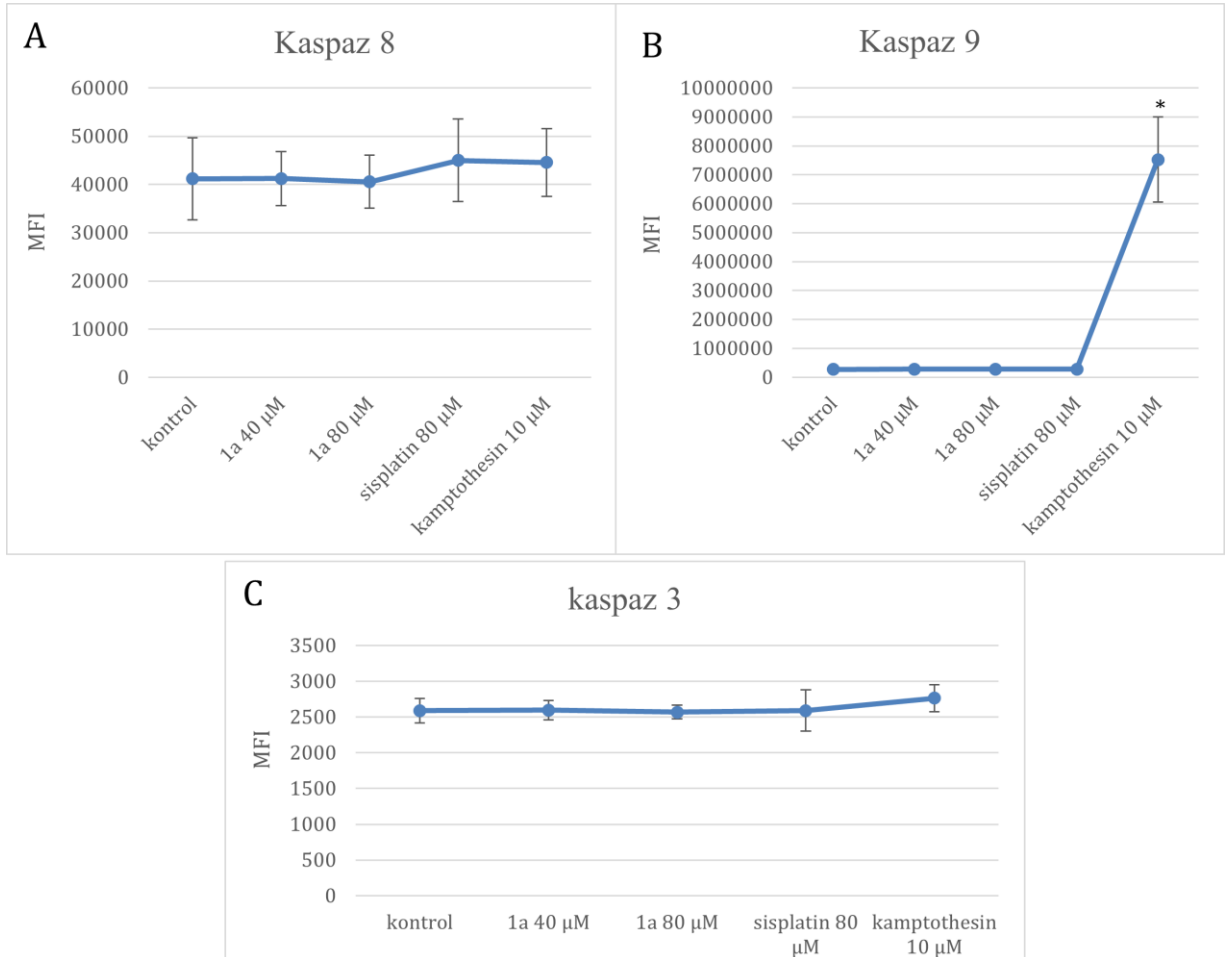 A
Kaspaz 8
60000
50000
40000
30000
20000
10000
0
MFI
kontrol
1a 40 µM
1a 80 µM
sisplatin 80 µM
kamptothesin 10 µM
B
Kaspaz 9
10000000
9000000
8000000
7000000
6000000
5000000
4000000
3000000
2000000
1000000
0
MFI
*
kontrol
1a 40 µM
1a 80 µM
sisplatin 80 µM
kamptothesin 10 µM
C
kaspaz 3
3500
3000
2500
2000
1500
1000
500
0
MFI
kontrol
1a 40 µM
1a 80 µM
sisplatin 80
µM
kamptothesin
10 µM